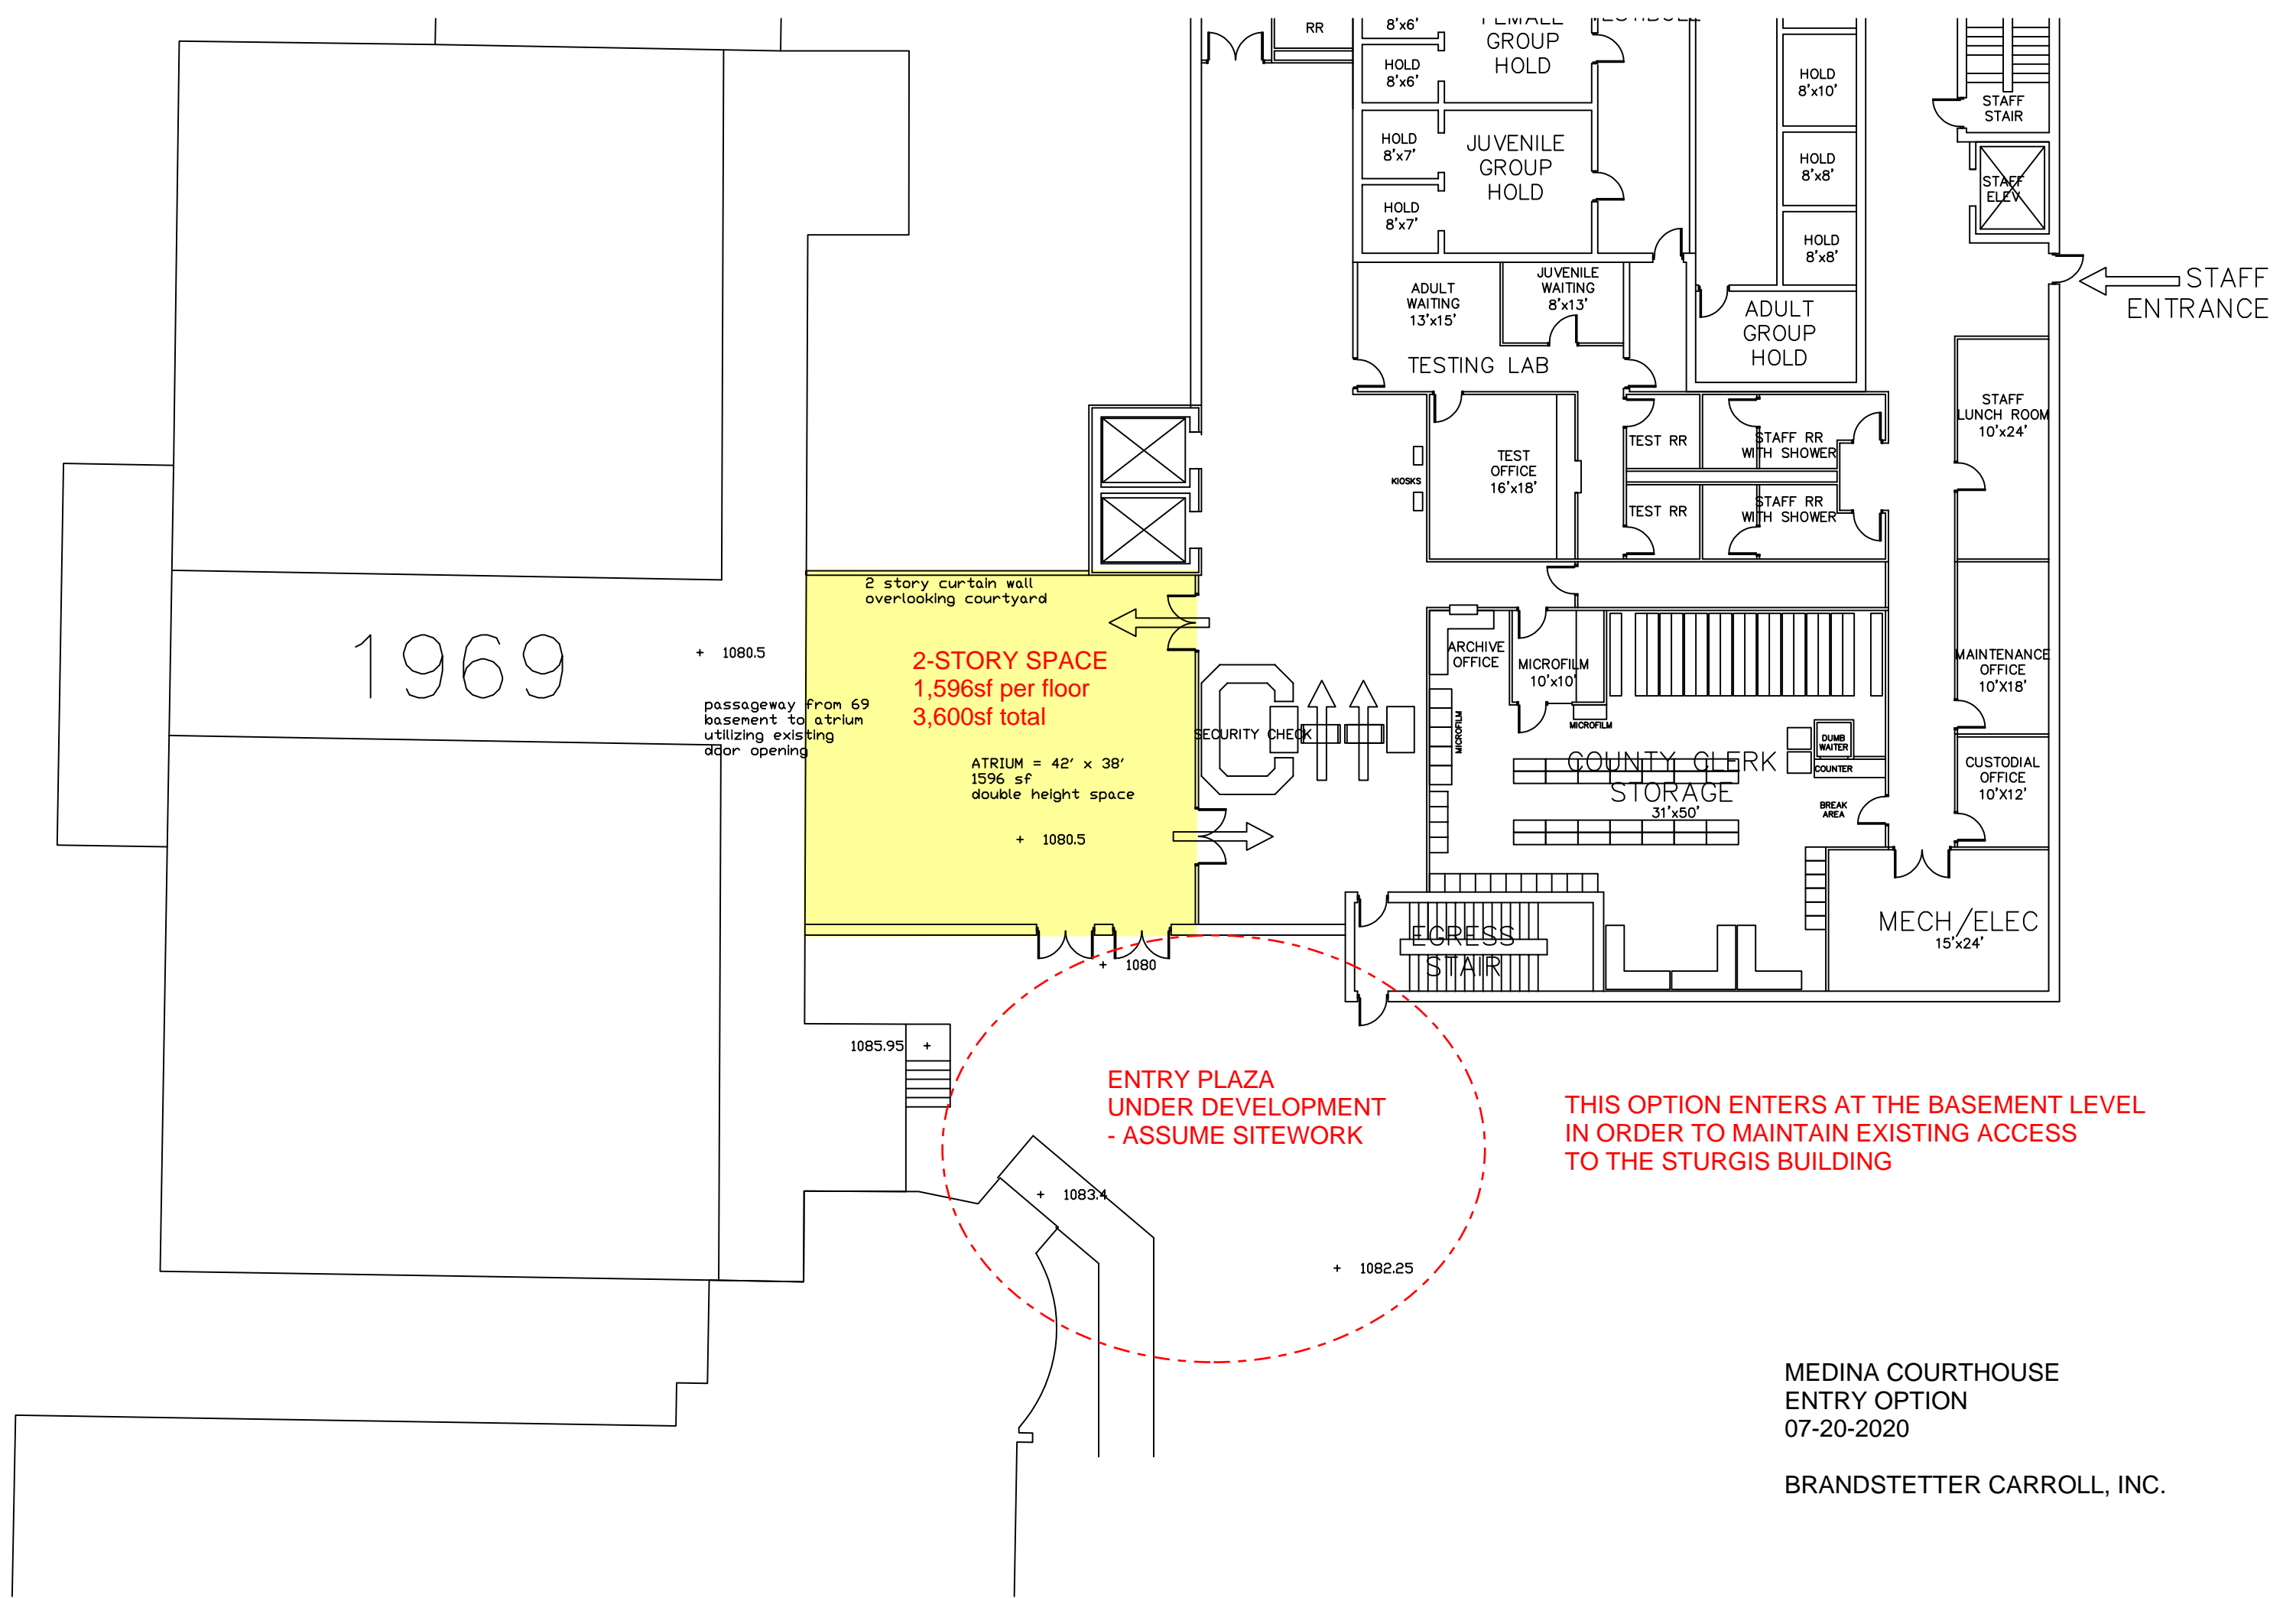 RR
8'x6'
GROUP
HOLD
HOLD
8'x6'
HOLD
8'x10'
STAFF
STAIR
HOLD
8'x7'
JUVENILE
GROUP
HOLD
HOLD
8'x8'
STAFF
ELEV
HOLD
8'x7'
HOLD
8'x8'
STAFF
ENTRANCE
ADULT
WAITING
13'x15'
JUVENILE
WAITING
8'x13'
ADULT
GROUP
HOLD
TESTING LAB
STAFF
LUNCH ROOM
10'x24'
TEST RR
STAFF RR
WITH SHOWER
TEST
OFFICE
16'x18'
KIOSKS
TEST RR
STAFF RR
WITH SHOWER
2 story curtain wall
overlooking courtyard
1969
+ 1080.5
2-STORY SPACE
1,596sf per floor
3,600sf total
passageway from 69
basement to atrium
utilizing existing
door opening
ATRIUM = 42' x 38'
1596 sf
double height space
+ 1080.5
SECURITY CHECK
ARCHIVE
OFFICE
MICROFILM
10'x10'
MICROFILM
MICROFILM
MAINTENANCE
OFFICE
10'X18'
DUMB
WAITER
COUNTER
COUNTY CLERK
STORAGE
31'x50'
BREAK
AREA
CUSTODIAL
OFFICE
10'X12'
MECH/ELEC
15'x24'
EGRESS
STAIR
+ 1080
1085.95 +
ENTRY PLAZA
UNDER DEVELOPMENT
- ASSUME SITEWORK
THIS OPTION ENTERS AT THE BASEMENT LEVEL
IN ORDER TO MAINTAIN EXISTING ACCESS
TO THE STURGIS BUILDING
+ 1083.4
+ 1082.25
MEDINA COURTHOUSE
ENTRY OPTION
07-20-2020
BRANDSTETTER CARROLL, INC.